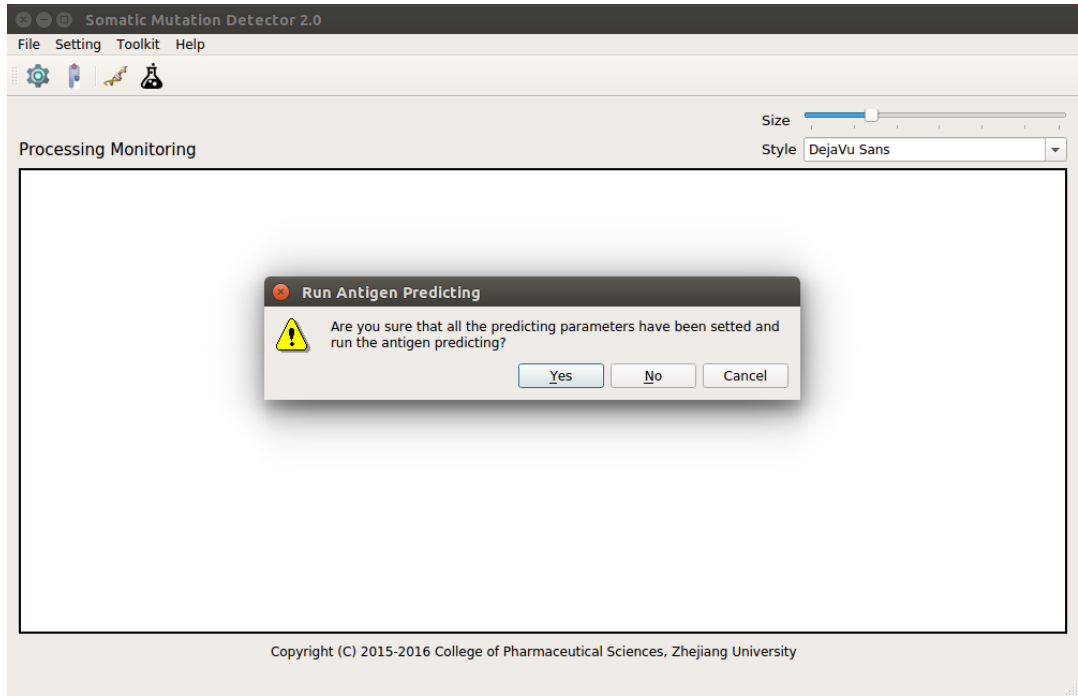 Somatic Mutation Detector 2.0
File Setting Toolkit Help
Size
Processing Monitoring
Style DejaVu Sans
Run Antigen Predicting
Are you sure that all the predicting parameters have been setted and
run the antigen predicting?
Yes No Cancel
Copyright (C) 2015-2016 College of Pharmaceutical Sciences, Zhejiang University